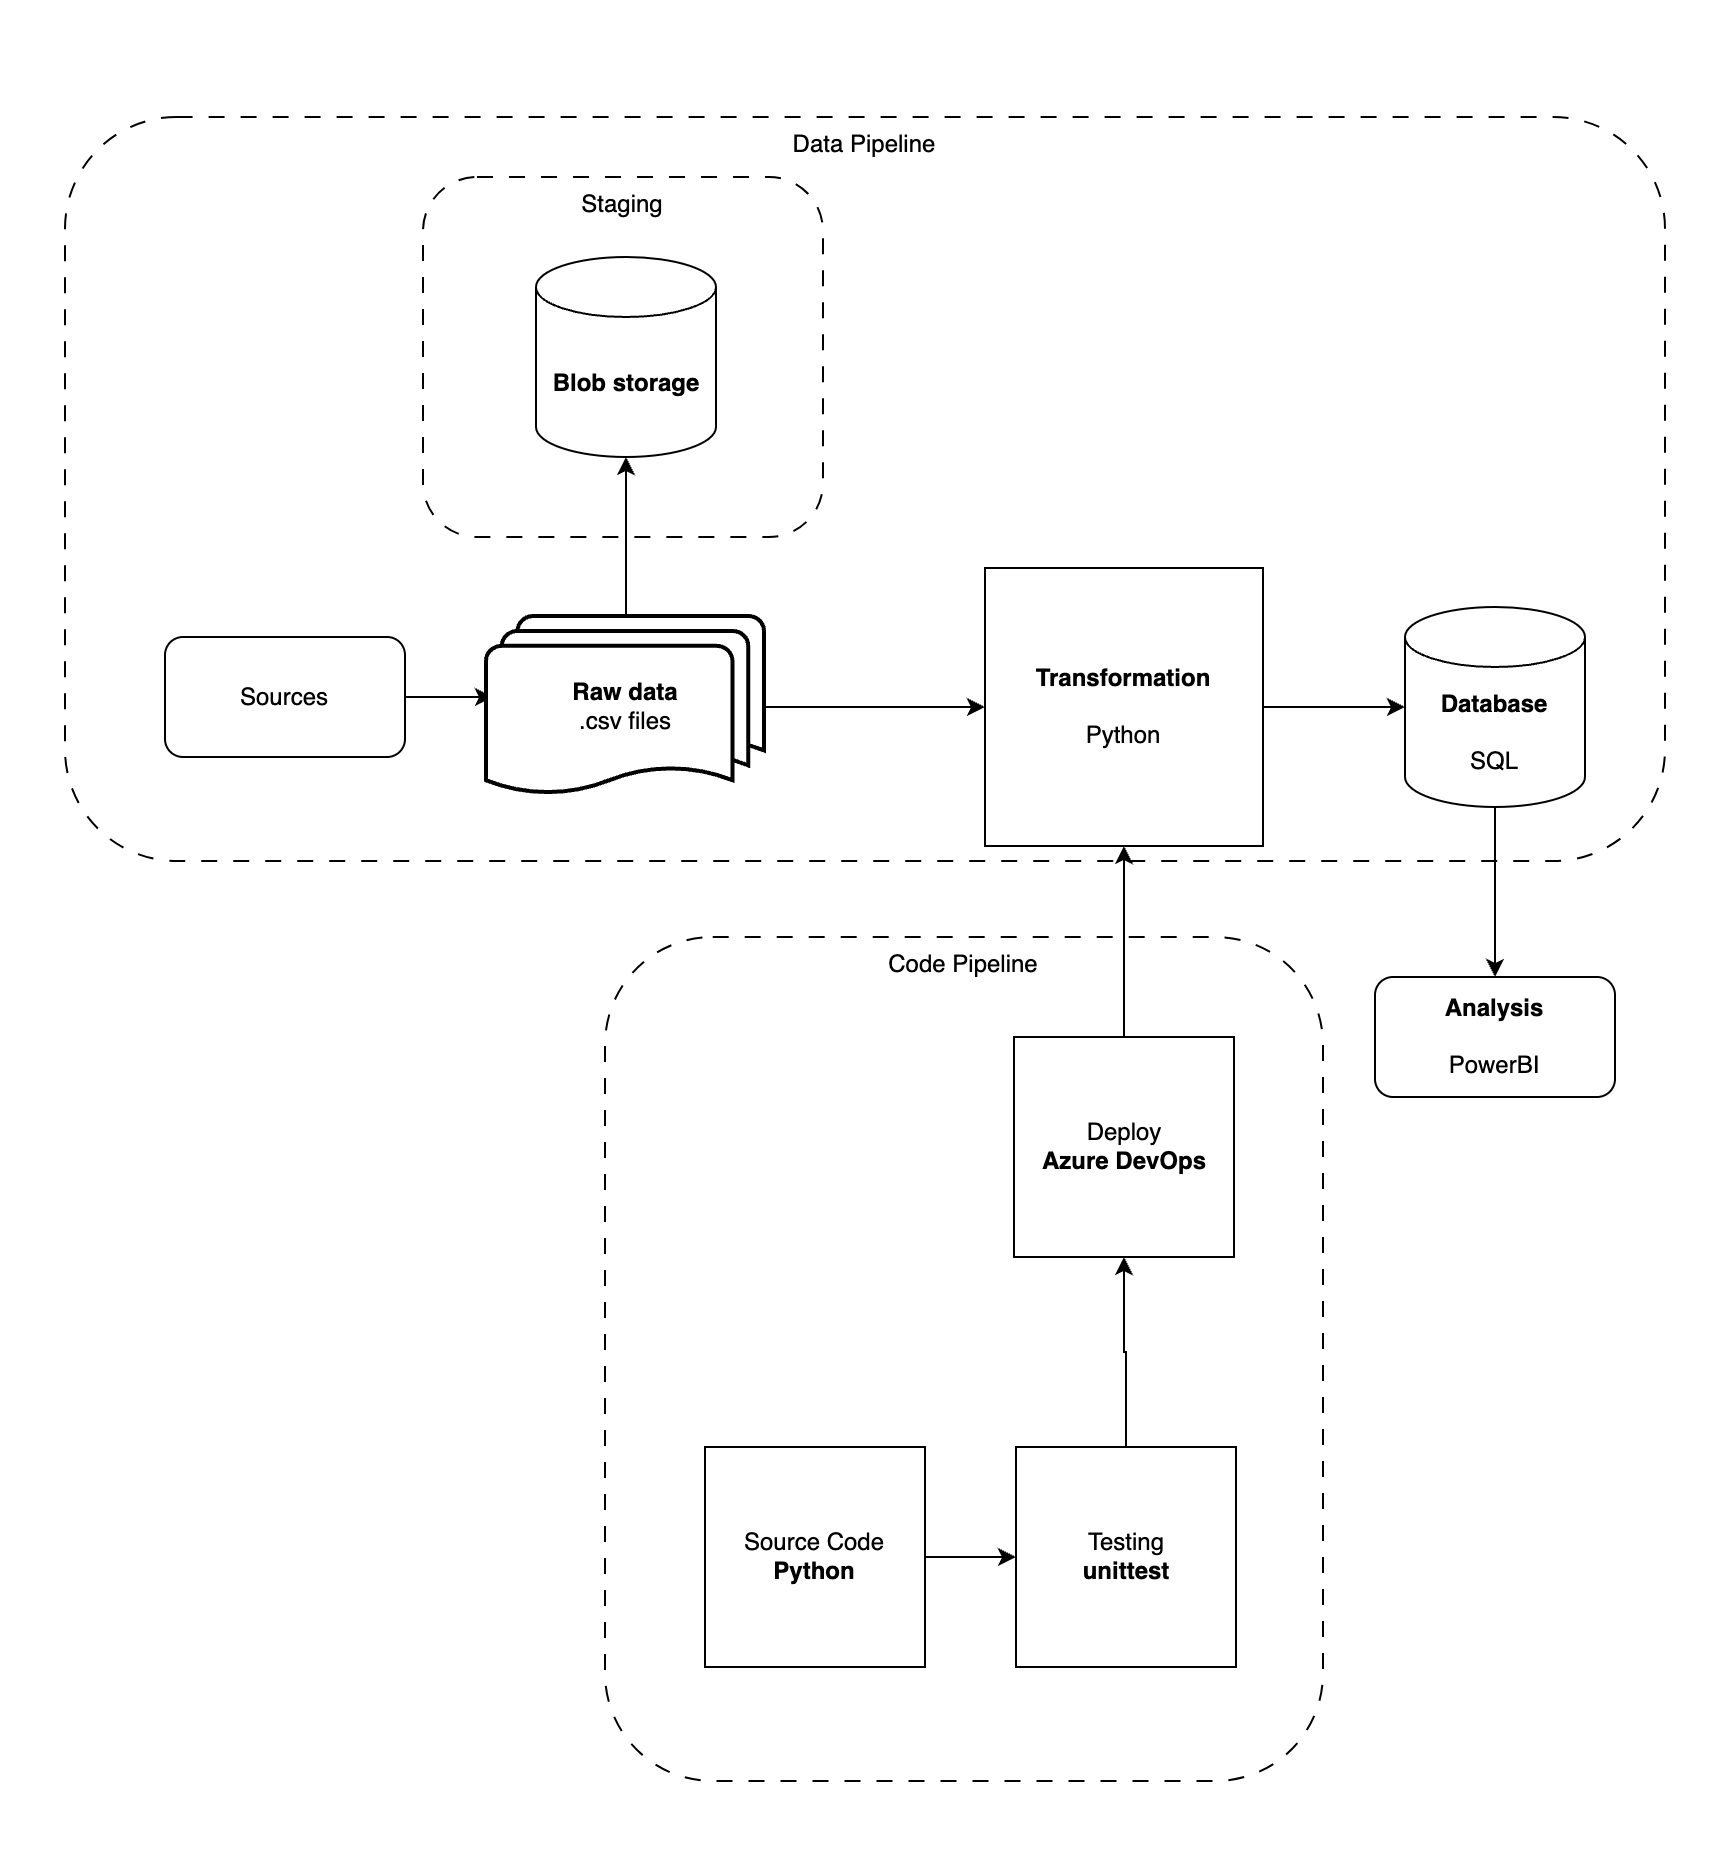 Data Pipeline
Staging
Blob storage
Sources
Raw data
.csv files
Transformation
Python
Database
SQL
Code Pipeline
Analysis
PowerBI
Deploy
Azure DevOps
Source Code
Python
Testing
unittest